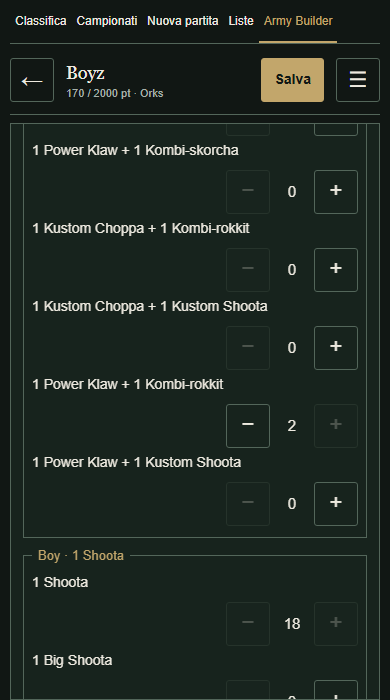 Classifica Campionati Nuova partita Liste Army Builder
← Boyz Salva ☰
170 / 2000 pt · Orks
1 Power Klaw + 1 Kombi-skorcha
− 0 +
1 Kustom Choppa + 1 Kombi-rokkit
− 0 +
1 Kustom Choppa + 1 Kustom Shoota
− 0 +
1 Power Klaw + 1 Kombi-rokkit
− 2 +
1 Power Klaw + 1 Kustom Shoota
− 0 +
Boy · 1 Shoota
1 Shoota
− 18 +
1 Big Shoota